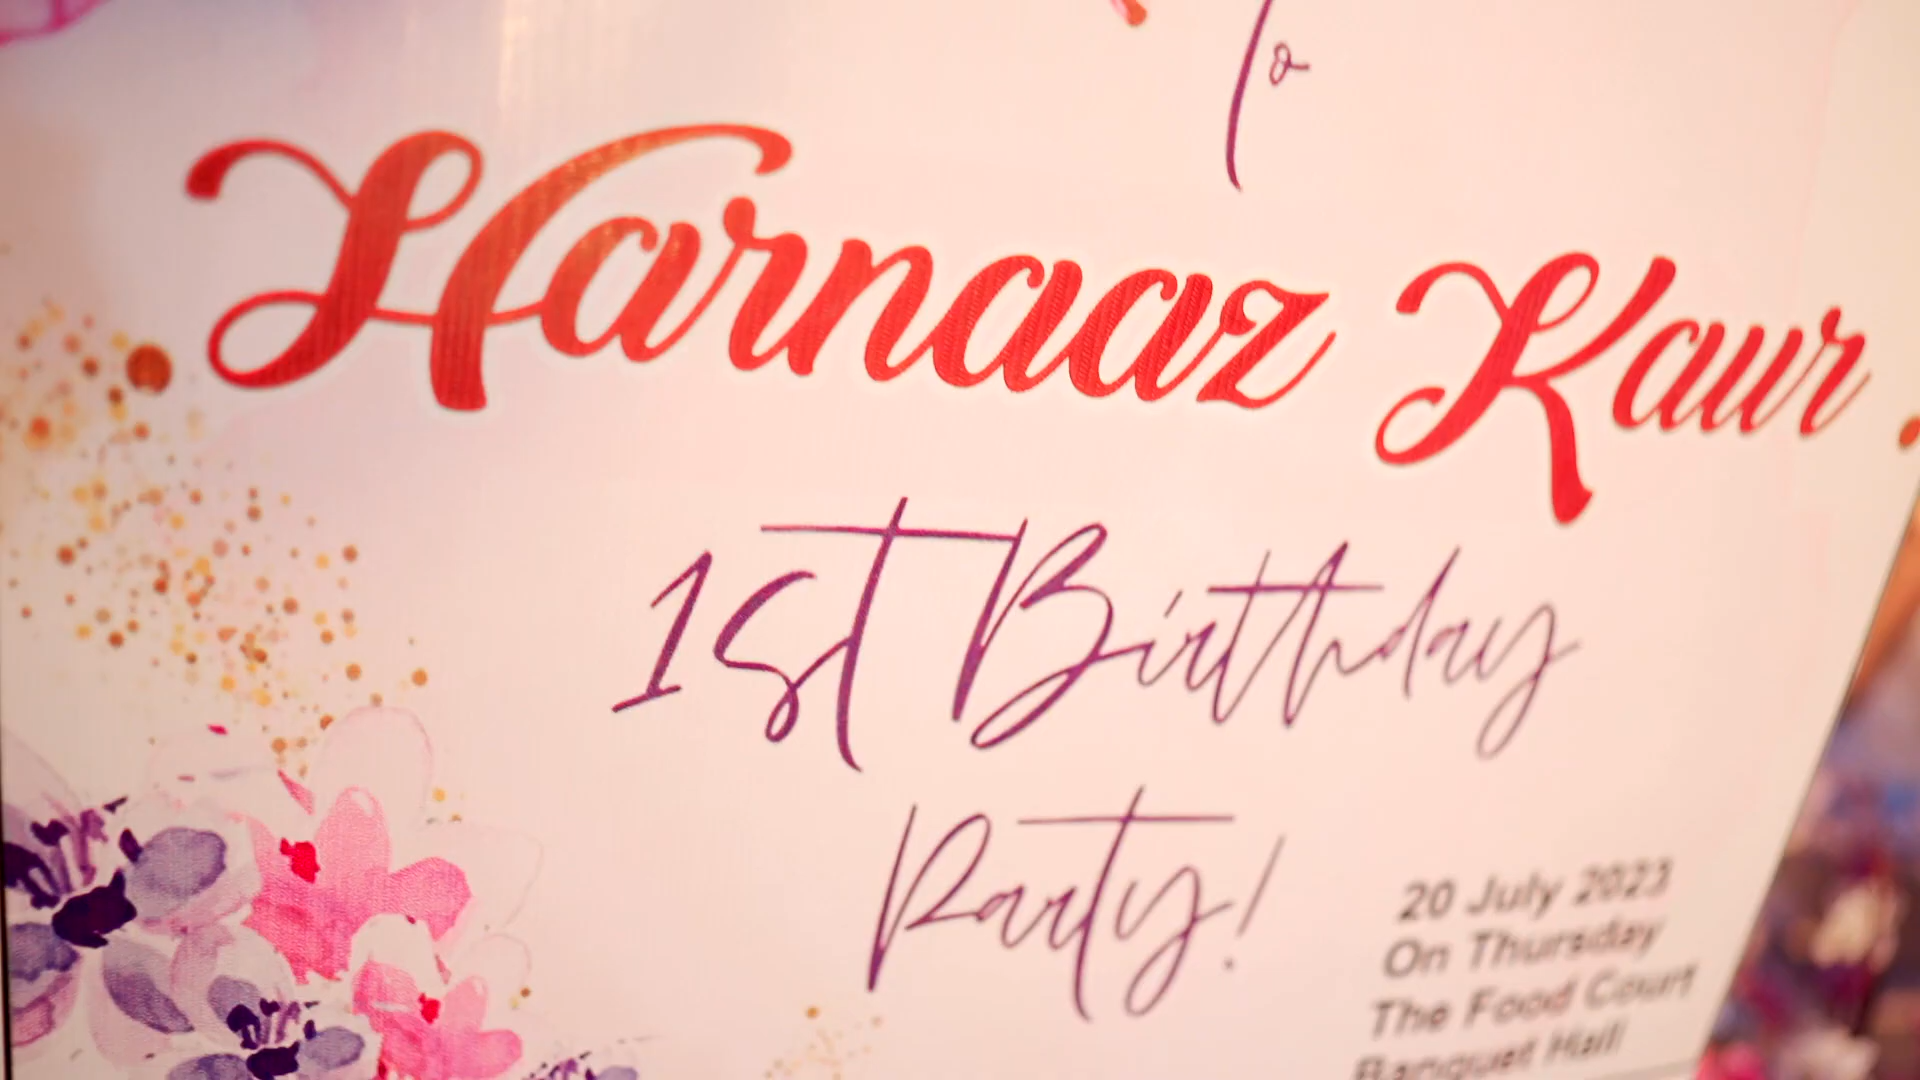 To
Harnaaz Kaur .
1st Birthday
Party!
20 July 2023
On Thursday
The Food Court
Banquet Hall